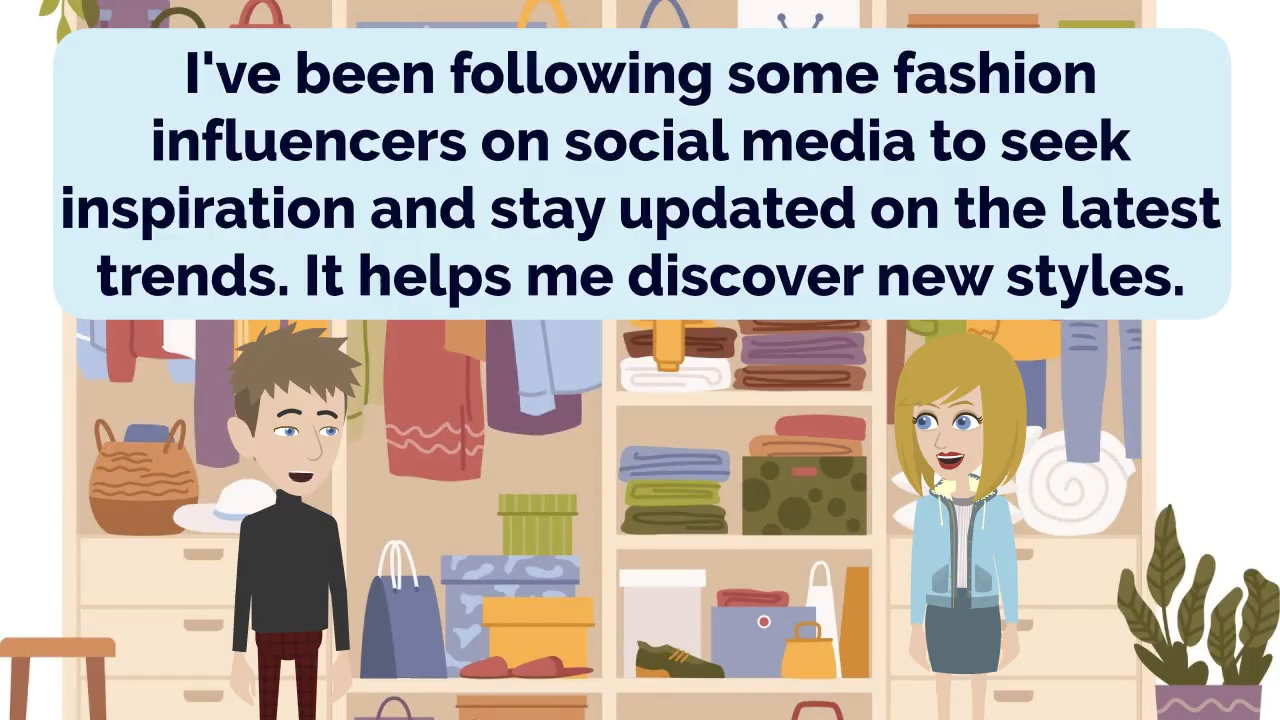 I've been following some fashion
influencers on social media to seek
inspiration and stay updated on the latest
trends. It helps me discover new styles.